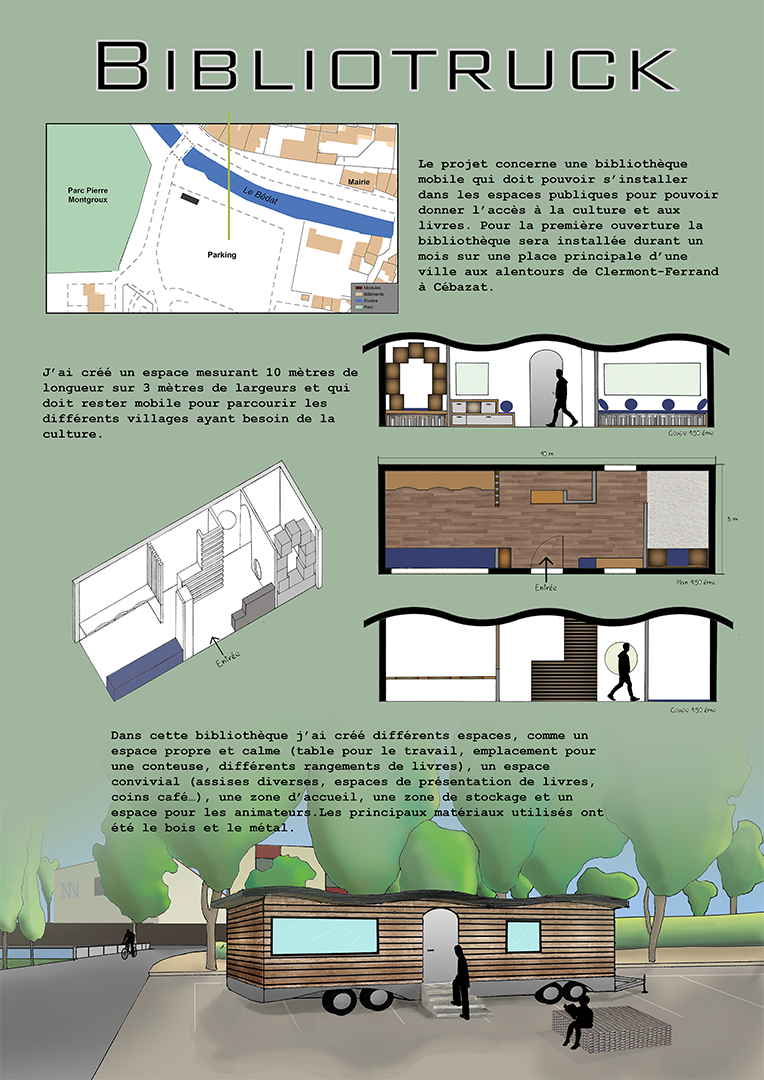 BIBLIOTRUCK
Parc Pierre
Montgroux
Le Bédat
Mairie
Parking
Modules
Bâtiments
Rivière
Parc
Le projet concerne une bibliothèque
mobile qui doit pouvoir s'installer
dans les espaces publiques pour pouvoir
donner l'accès à la culture et aux
livres. Pour la première ouverture la
bibliothèque sera installée durant un
mois sur une place principale d'une
ville aux alentours de Clermont-Ferrand
à Cébazat.
J'ai créé un espace mesurant 10 mètres de
longueur sur 3 mètres de largeurs et qui
doit rester mobile pour parcourir les
différents villages ayant besoin de la
culture.
Coupe 1.50 éme
10 m
3 m
Entrée
Plan 1.50 éme
Entrée
Coupe 1.50 éme
Dans cette bibliothèque j'ai créé différents espaces, comme un
espace propre et calme (table pour le travail, emplacement pour
une conteuse, différents rangements de livres), un espace
convivial (assises diverses, espaces de présentation de livres,
coins café…), une zone d'accueil, une zone de stockage et un
espace pour les animateurs.Les principaux matériaux utilisés ont
été le bois et le métal.